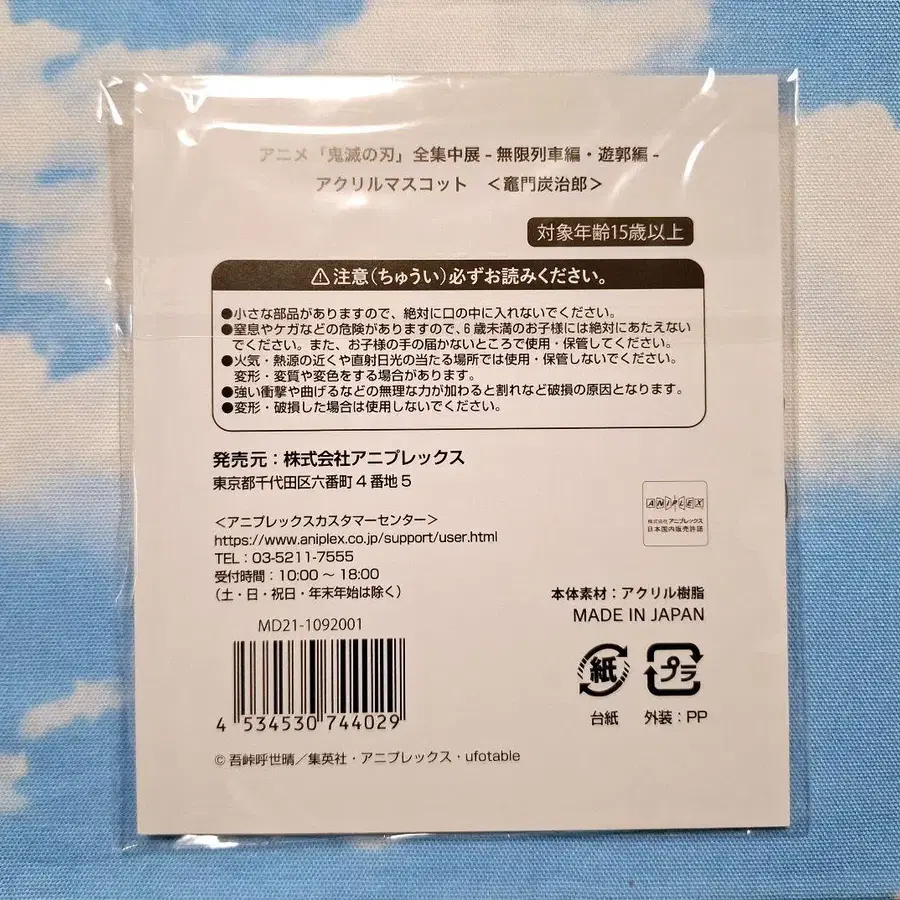 アニメ「鬼滅の刃」全集中展 - 無限列車編・遊郭編 -
アクリルマスコット <竈門炭治郎>
対象年齢15歳以上
⚠注意(ちゅうい)必ずお読みください。
●小さな部品がありますので、絶対に口の中に入れないでください。
●窒息やケガなどの危険がありますので、6歳未満のお子様には絶対にあたえない
でください。また、お子様の手の届かないところで使用・保管してください。
●火気・熱源の近くや直射日光の当たる場所では使用・保管しないでください。
変形・変質や変色をする場合があります。
●強い衝撃や曲げるなどの無理な力が加わると割れなど破損の原因となります。
●変形・破損した場合は使用しないでください。
発売元:株式会社アニプレックス
東京都千代田区六番町4番地5
<アニプレックスカスタマーセンター>
https://www.aniplex.co.jp/support/user.html
TEL:03-5211-7555
受付時間:10:00~18:00
(土・日・祝日・年末年始は除く)
ANIPLEX
株式会社アニプレックス
日本国内販売許諾
本体素材:アクリル樹脂
MADE IN JAPAN
MD21-1092001
4 534530 744029
紙
プラ
台紙
外装:PP
© 吾峠呼世晴/集英社・アニプレックス・ufotable